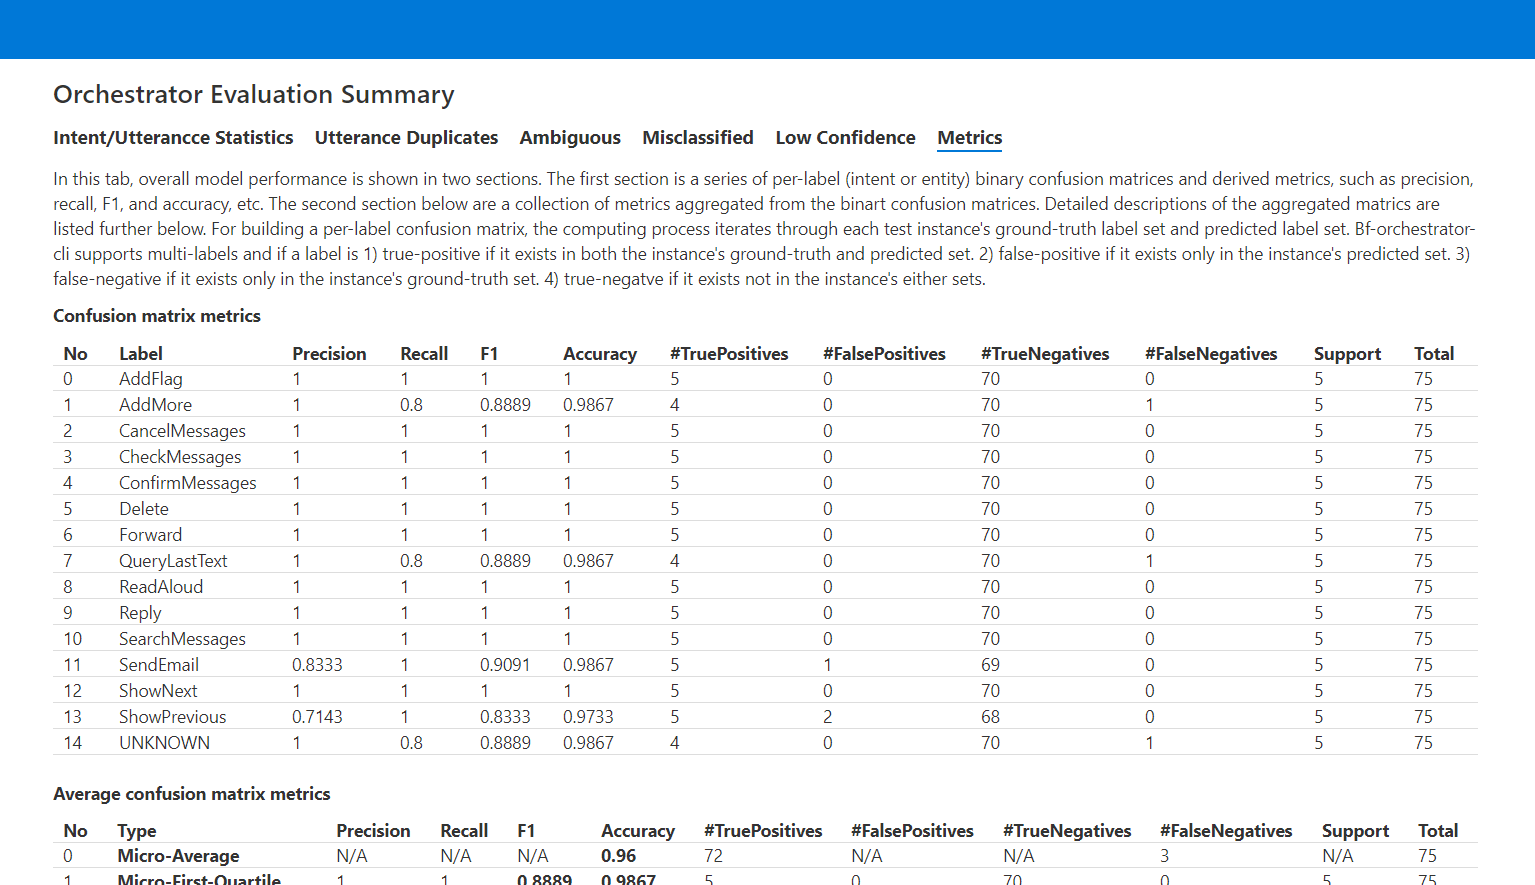 Orchestrator Evaluation Summary
Intent/Utterancce Statistics Utterance Duplicates Ambiguous Misclassified Low Confidence Metrics
In this tab, overall model performance is shown in two sections. The first section is a series of per-label (intent or entity) binary confusion matrices and derived metrics, such as precision,
recall, F1, and accuracy, etc. The second section below are a collection of metrics aggregated from the binart confusion matrices. Detailed descriptions of the aggregated matrics are
listed further below. For building a per-label confusion matrix, the computing process iterates through each test instance's ground-truth label set and predicted label set. Bf-orchestrator-
cli supports multi-labels and if a label is 1) true-positive if it exists in both the instance's ground-truth and predicted set. 2) false-positive if it exists only in the instance's predicted set. 3)
false-negative if it exists only in the instance's ground-truth set. 4) true-negatve if it exists not in the instance's either sets.
Confusion matrix metrics
No Label Precision Recall F1 Accuracy #TruePositives #FalsePositives #TrueNegatives #FalseNegatives Support Total
0 AddFlag 1 1 1 1 5 0 70 0 5 75
1 AddMore 1 0.8 0.8889 0.9867 4 0 70 1 5 75
2 CancelMessages 1 1 1 1 5 0 70 0 5 75
3 CheckMessages 1 1 1 1 5 0 70 0 5 75
4 ConfirmMessages 1 1 1 1 5 0 70 0 5 75
5 Delete 1 1 1 1 5 0 70 0 5 75
6 Forward 1 1 1 1 5 0 70 0 5 75
7 QueryLastText 1 0.8 0.8889 0.9867 4 0 70 1 5 75
8 ReadAloud 1 1 1 1 5 0 70 0 5 75
9 Reply 1 1 1 1 5 0 70 0 5 75
10 SearchMessages 1 1 1 1 5 0 70 0 5 75
11 SendEmail 0.8333 1 0.9091 0.9867 5 1 69 0 5 75
12 ShowNext 1 1 1 1 5 0 70 0 5 75
13 ShowPrevious 0.7143 1 0.8333 0.9733 5 2 68 0 5 75
14 UNKNOWN 1 0.8 0.8889 0.9867 4 0 70 1 5 75
Average confusion matrix metrics
No Type Precision Recall F1 Accuracy #TruePositives #FalsePositives #TrueNegatives #FalseNegatives Support Total
0 Micro-Average N/A N/A N/A 0.96 72 N/A N/A 3 N/A 75
1 Micro-First-Quartile 1 1 0.8889 0.9867 5 0 70 0 5 75